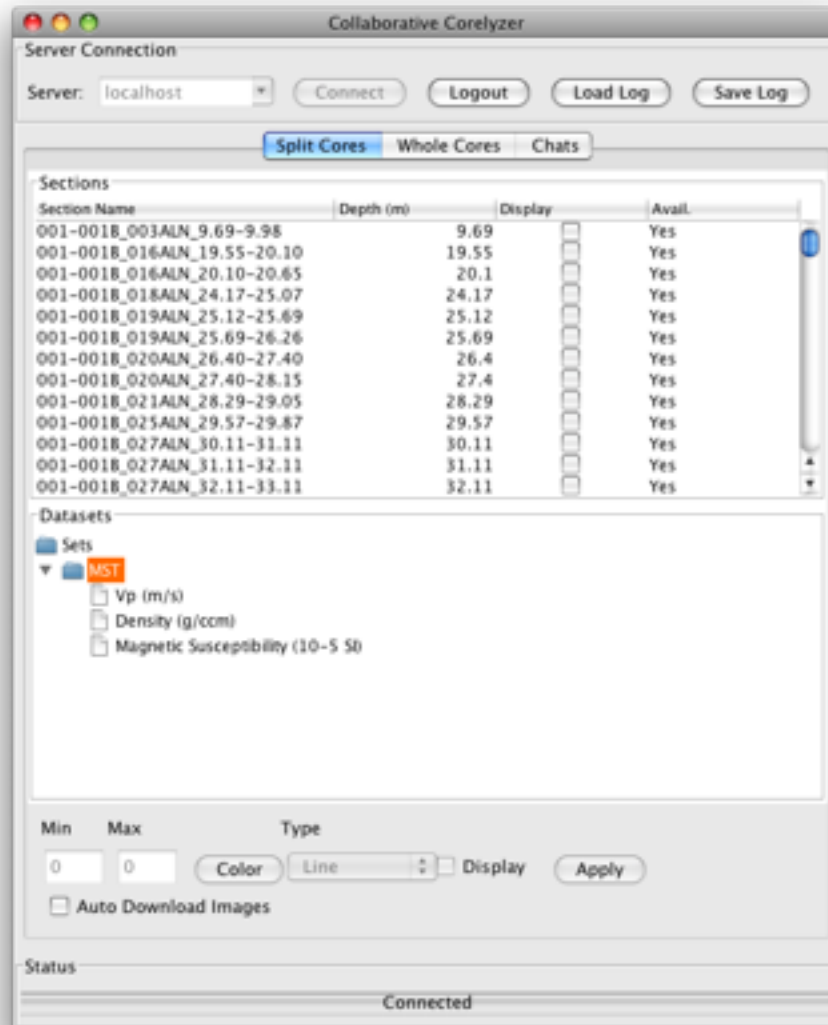 Collaborative Corelyzer
Server Connection
Server: localhost Connect Logout Load Log Save Log
Split Cores Whole Cores Chats
Sections
Section Name Depth (m) Display Avail.
001-001B_003ALN_9.69-9.98 9.69 Yes
001-001B_016ALN_19.55-20.10 19.55 Yes
001-001B_016ALN_20.10-20.65 20.1 Yes
001-001B_018ALN_24.17-25.07 24.17 Yes
001-001B_019ALN_25.12-25.69 25.12 Yes
001-001B_019ALN_25.69-26.26 25.69 Yes
001-001B_020ALN_26.40-27.40 26.4 Yes
001-001B_020ALN_27.40-28.15 27.4 Yes
001-001B_021ALN_28.29-29.05 28.29 Yes
001-001B_025ALN_29.57-29.87 29.57 Yes
001-001B_027ALN_30.11-31.11 30.11 Yes
001-001B_027ALN_31.11-32.11 31.11 Yes
001-001B_027ALN_32.11-33.11 32.11 Yes
Datasets
Sets
MST
Vp (m/s)
Density (g/ccm)
Magnetic Susceptibility (10-5 SI)
Min Max Type
0 0 Color Line Display Apply
Auto Download Images
Status
Connected